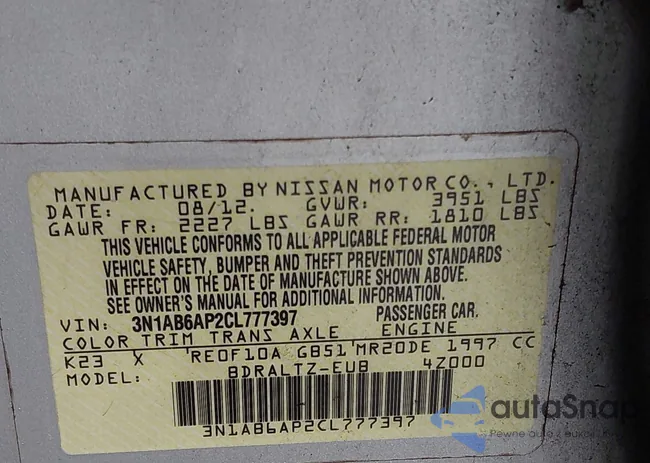 MANUFACTURED BY NISSAN MOTOR CO., LTD.
DATE: 08/12. GVWR: 3951 LBS
GAWR FR: 2227 LBS GAWR RR: 1810 LBS
THIS VEHICLE CONFORMS TO ALL APPLICABLE FEDERAL MOTOR
VEHICLE SAFETY, BUMPER AND THEFT PREVENTION STANDARDS
IN EFFECT ON THE DATE OF MANUFACTURE SHOWN ABOVE.
SEE OWNER'S MANUAL FOR ADDITIONAL INFORMATION.
VIN: 3N1AB6AP2CL777397 PASSENGER CAR.
COLOR TRIM TRANS AXLE ENGINE
K23 X RE0F10A GB51 MR20DE 1997 CC
MODEL: BDRALTZ-EUB 4Z000
3N1AB6AP2CL777397
autaSnap
Pewne auto z